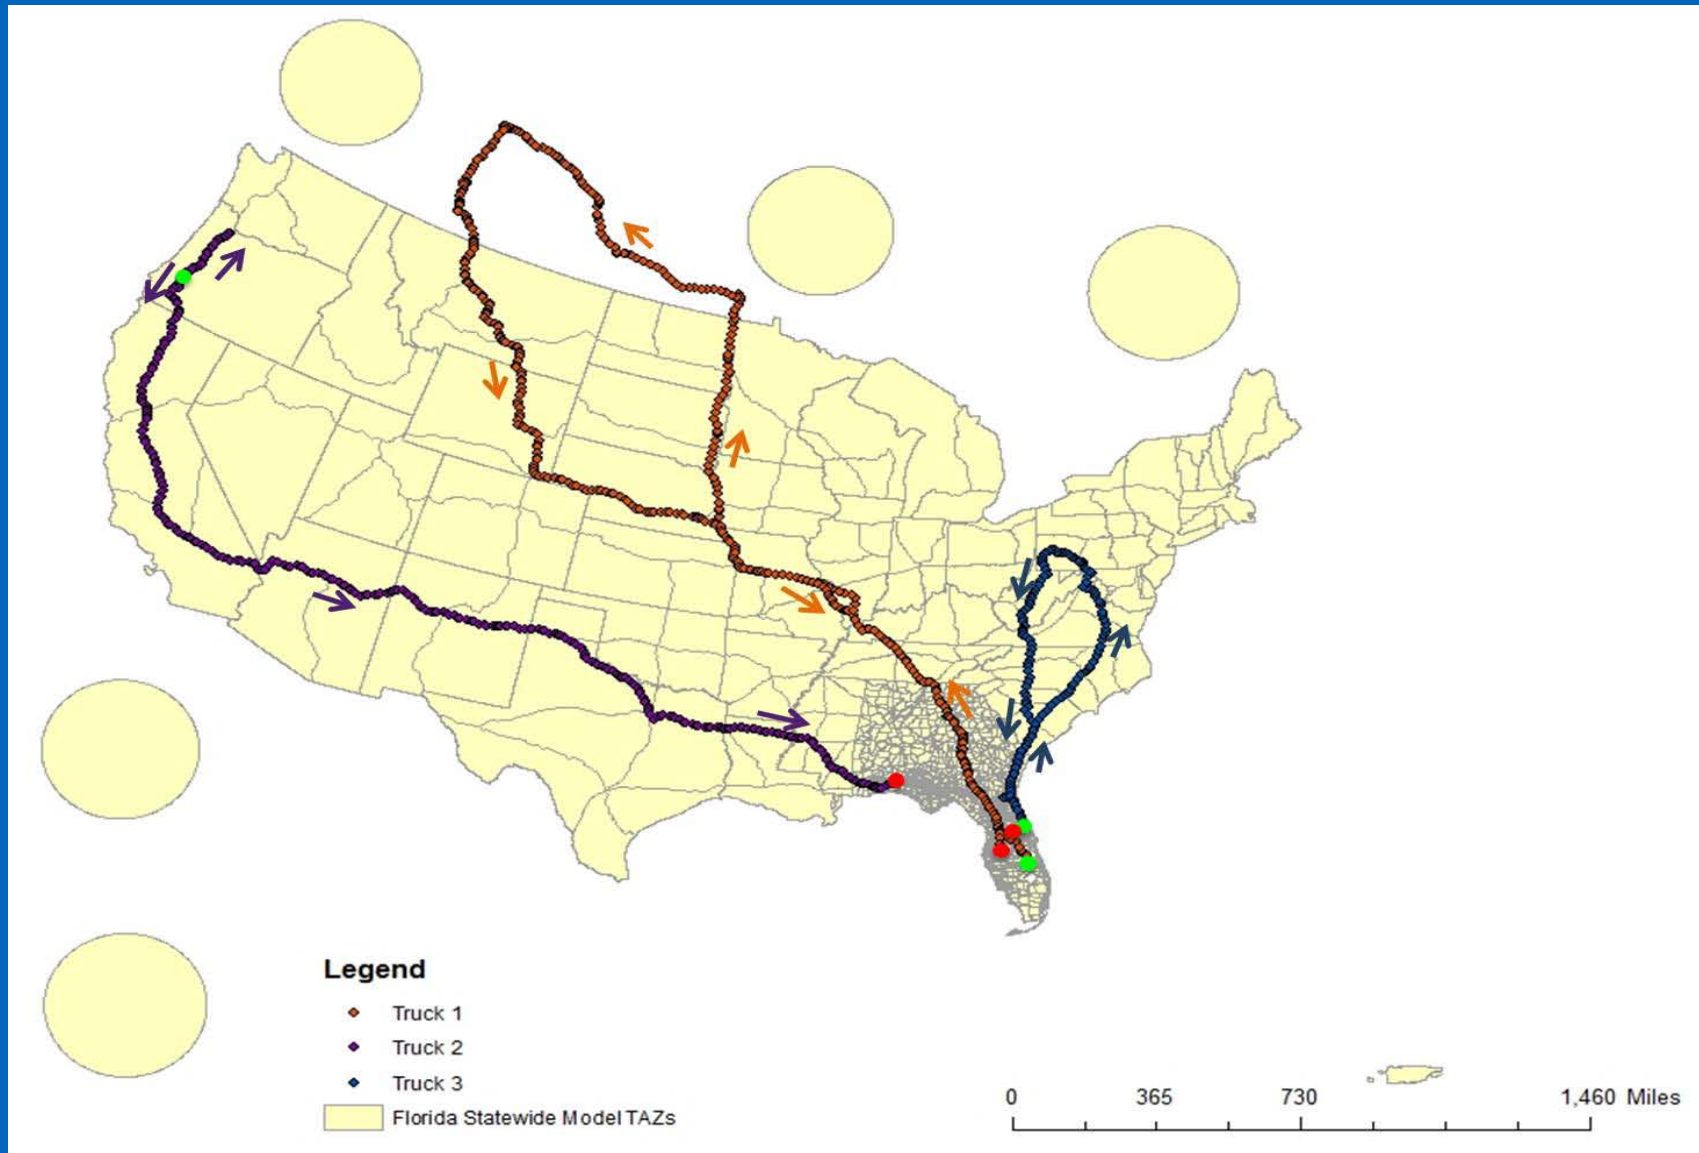 Legend
Truck 1
Truck 2
Truck 3
Florida Statewide Model TAZs
0 365 730 1,460 Miles